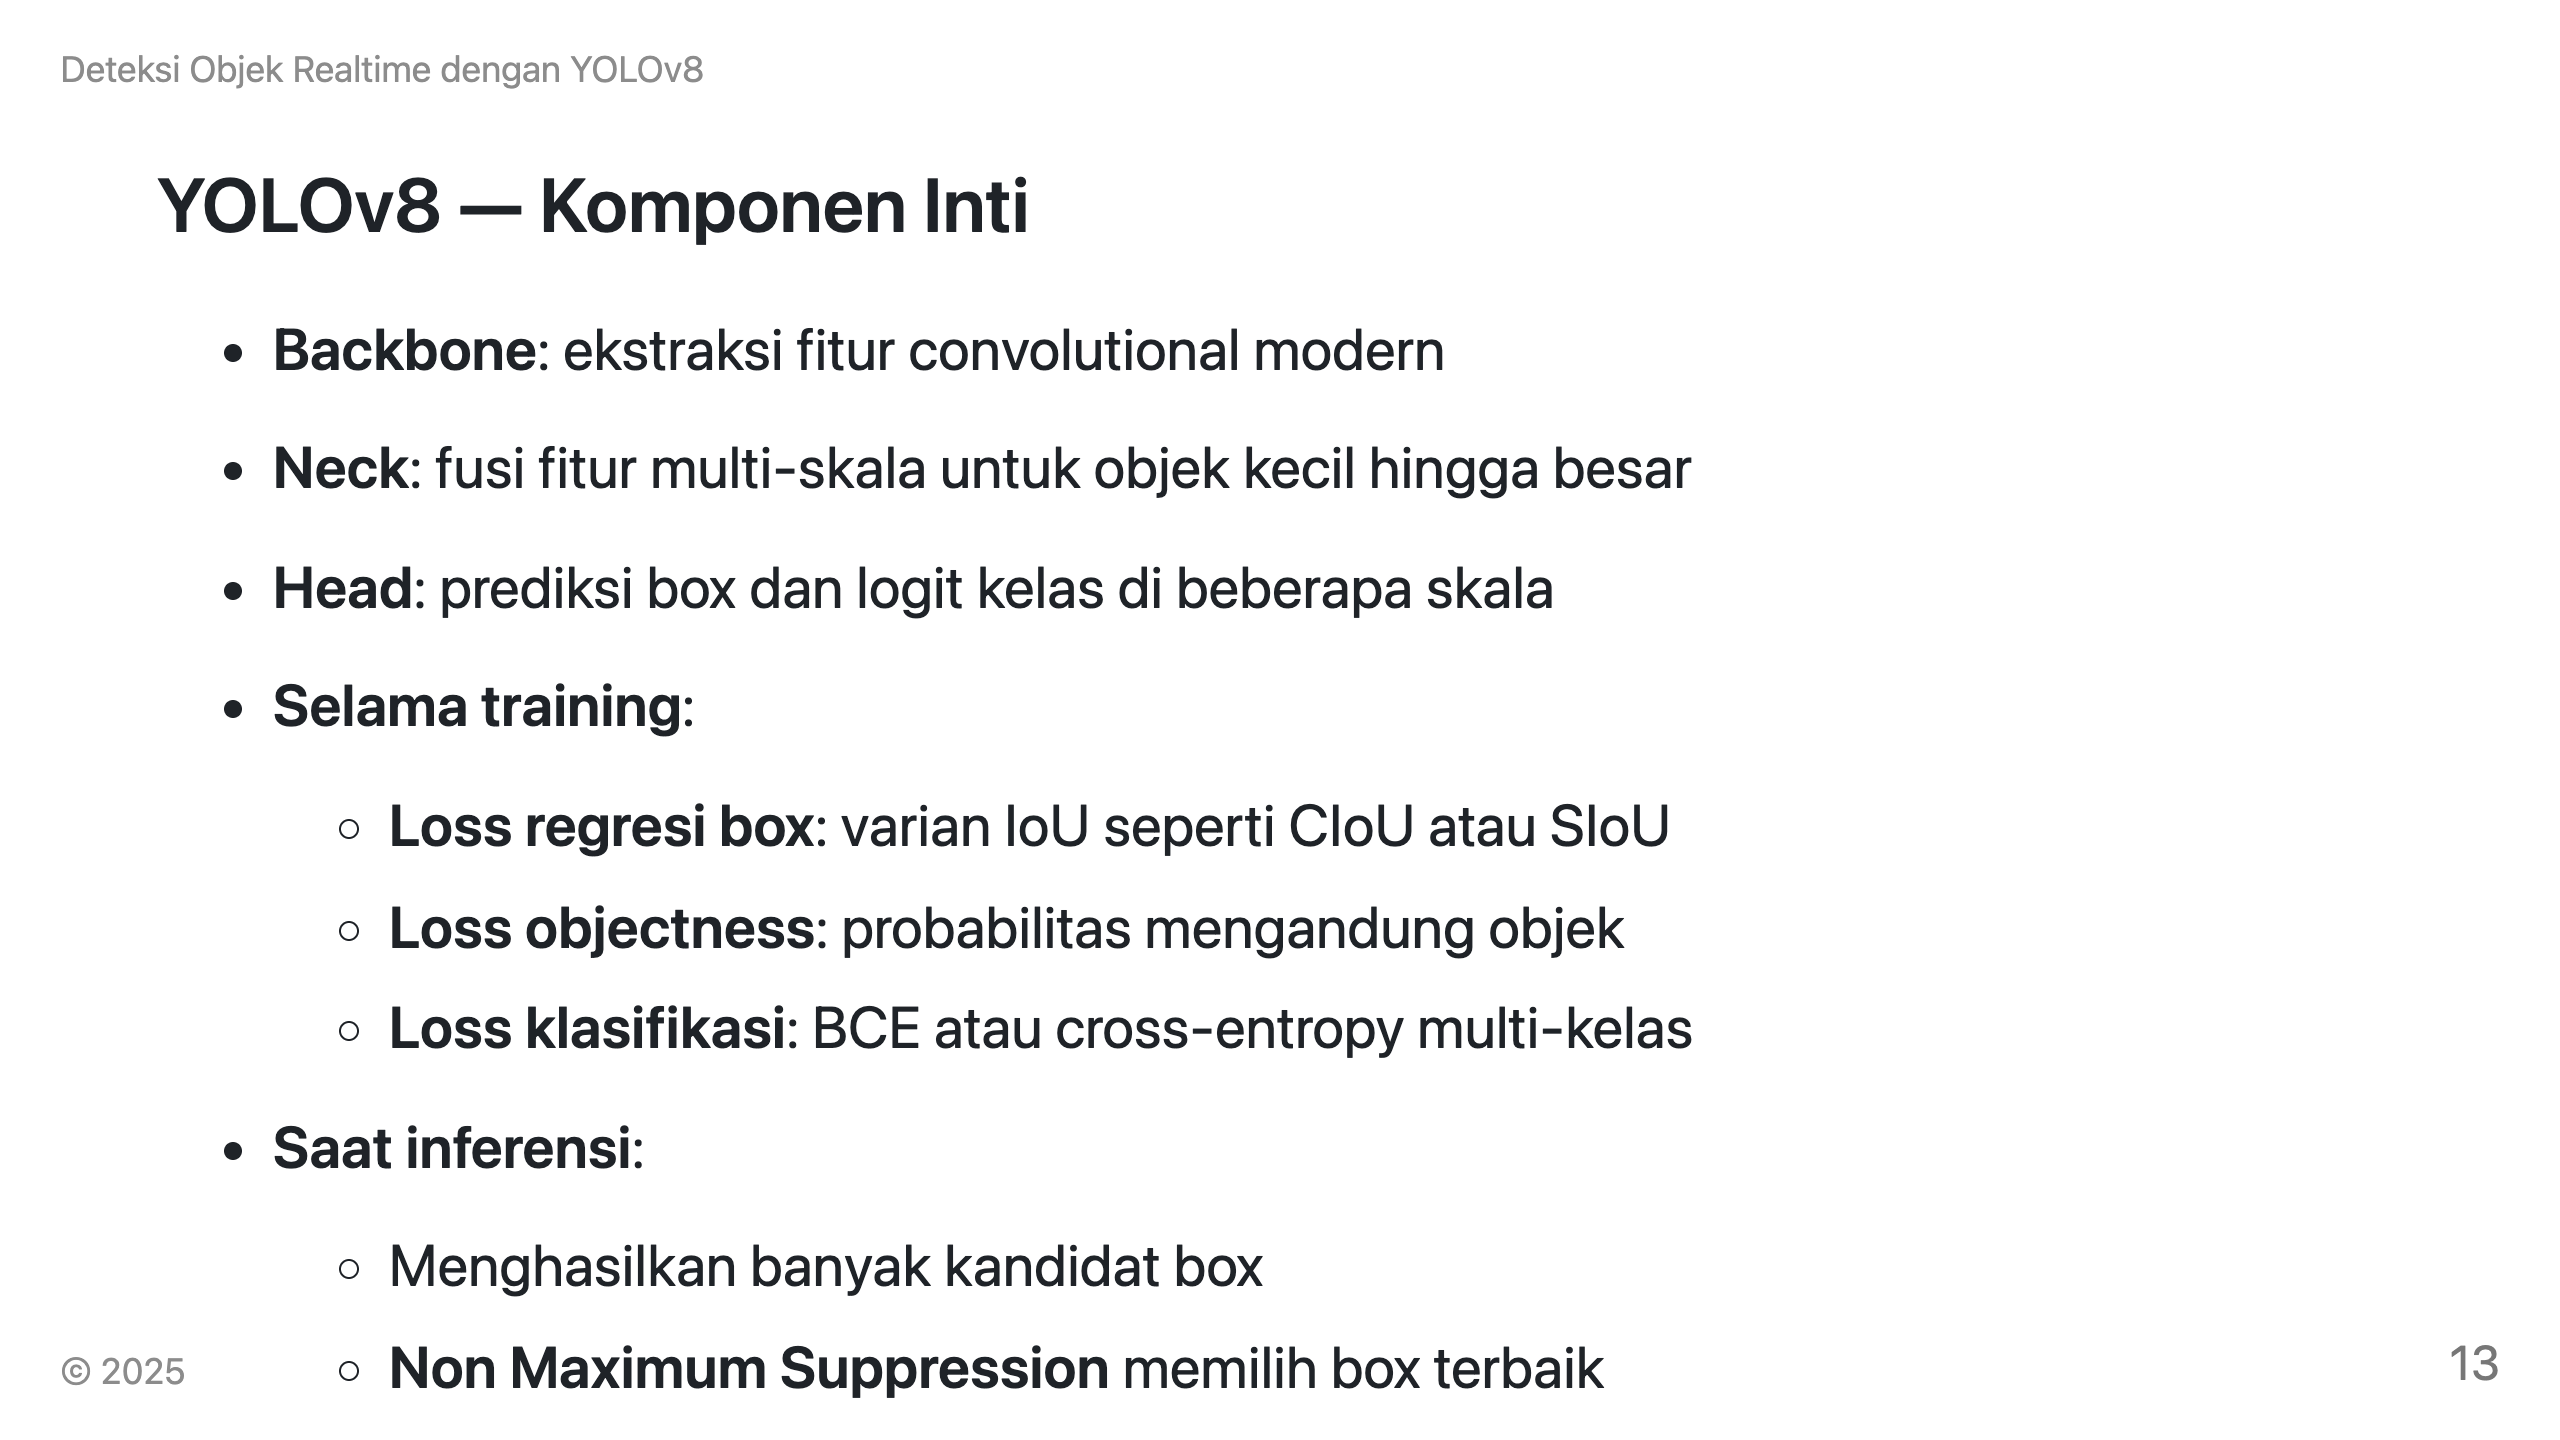 Deteksi Objek Realtime dengan YOLOv8
YOLOv8 — Komponen Inti
• Backbone: ekstraksi fitur convolutional modern
• Neck: fusi fitur multi-skala untuk objek kecil hingga besar
• Head: prediksi box dan logit kelas di beberapa skala
• Selama training:
○ Loss regresi box: varian IoU seperti CIoU atau SIoU
○ Loss objectness: probabilitas mengandung objek
○ Loss klasifikasi: BCE atau cross-entropy multi-kelas
• Saat inferensi:
○ Menghasilkan banyak kandidat box
○ Non Maximum Suppression memilih box terbaik
© 2025
13